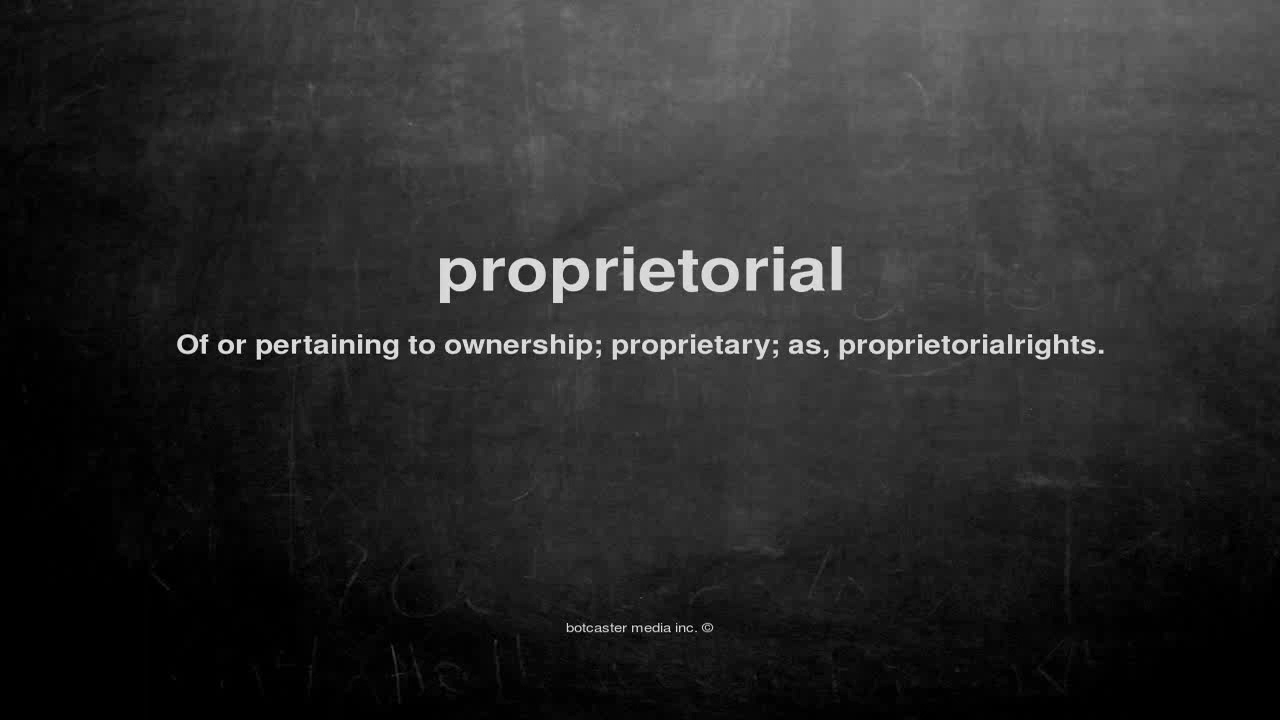 proprietorial
Of or pertaining to ownership; proprietary; as, proprietorialrights.
botcaster media inc. ©